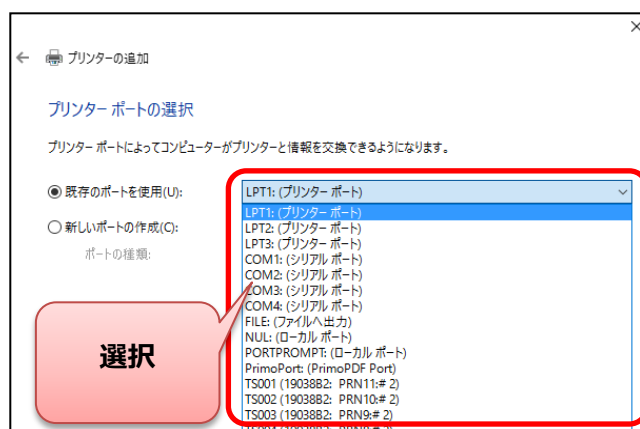 プリンターの追加
プリンター ポートの選択
プリンター ポートによってコンピューターがプリンターと情報を交換できるようになります。
既存のポートを使用(U):
LPT1: (プリンター ポート)
LPT1: (プリンター ポート)
新しいポートの作成(C):
LPT2: (プリンター ポート)
LPT3: (プリンター ポート)
ポートの種類:
COM1: (シリアル ポート)
COM2: (シリアル ポート)
COM3: (シリアル ポート)
COM4: (シリアル ポート)
FILE: (ファイルへ出力)
NUL: (ローカル ポート)
選択
PORTPROMPT: (ローカル ポート)
PrimoPort: (PrimoPDF Port)
TS001 (19038B2: PRN11:# 2)
TS002 (19038B2: PRN10:# 2)
TS003 (19038B2: PRN9:# 2)